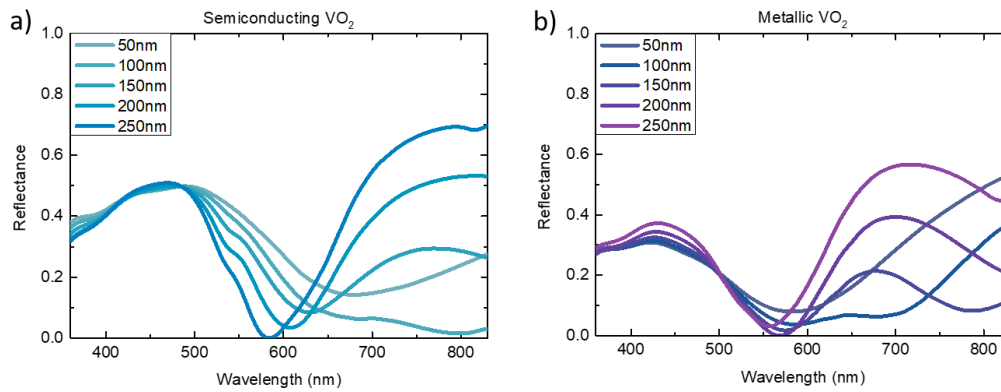 a)
Semiconducting VO₂
1.0
0.8
0.6
0.4
0.2
0.0
Reflectance
50nm
100nm
150nm
200nm
250nm
400 500 600 700 800
Wavelength (nm)
b)
Metallic VO₂
1.0
0.8
0.6
0.4
0.2
0.0
Reflectance
50nm
100nm
150nm
200nm
250nm
400 500 600 700 800
Wavelength (nm)